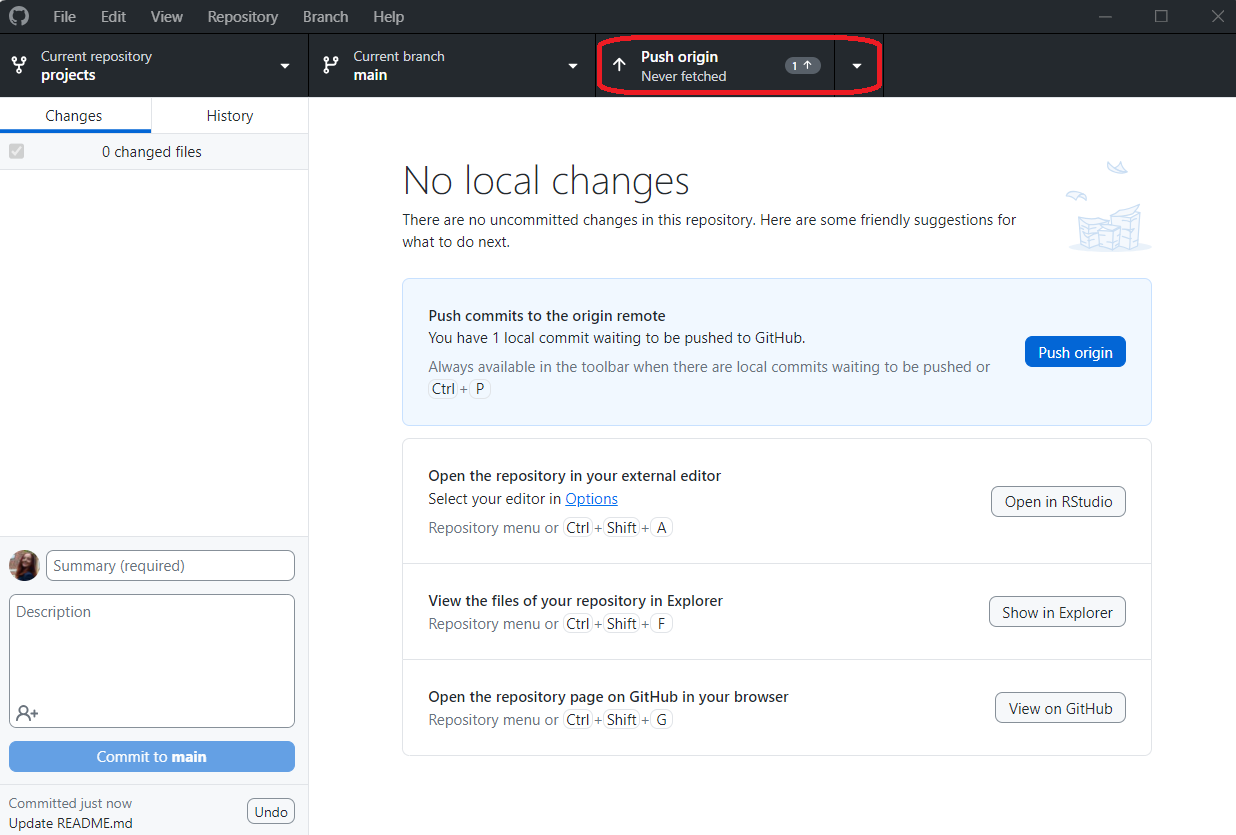 File Edit View Repository Branch Help
Current repository
projects
Current branch
main
Push origin
Never fetched
1
Changes History
0 changed files
No local changes
There are no uncommitted changes in this repository. Here are some friendly suggestions for
what to do next.
Push commits to the origin remote
You have 1 local commit waiting to be pushed to GitHub.
Always available in the toolbar when there are local commits waiting to be pushed or
Ctrl + P
Push origin
Open the repository in your external editor
Select your editor in Options
Repository menu or Ctrl + Shift + A
Open in RStudio
View the files of your repository in Explorer
Repository menu or Ctrl + Shift + F
Show in Explorer
Open the repository page on GitHub in your browser
Repository menu or Ctrl + Shift + G
View on GitHub
Summary (required)
Description
Commit to main
Committed just now
Update README.md
Undo